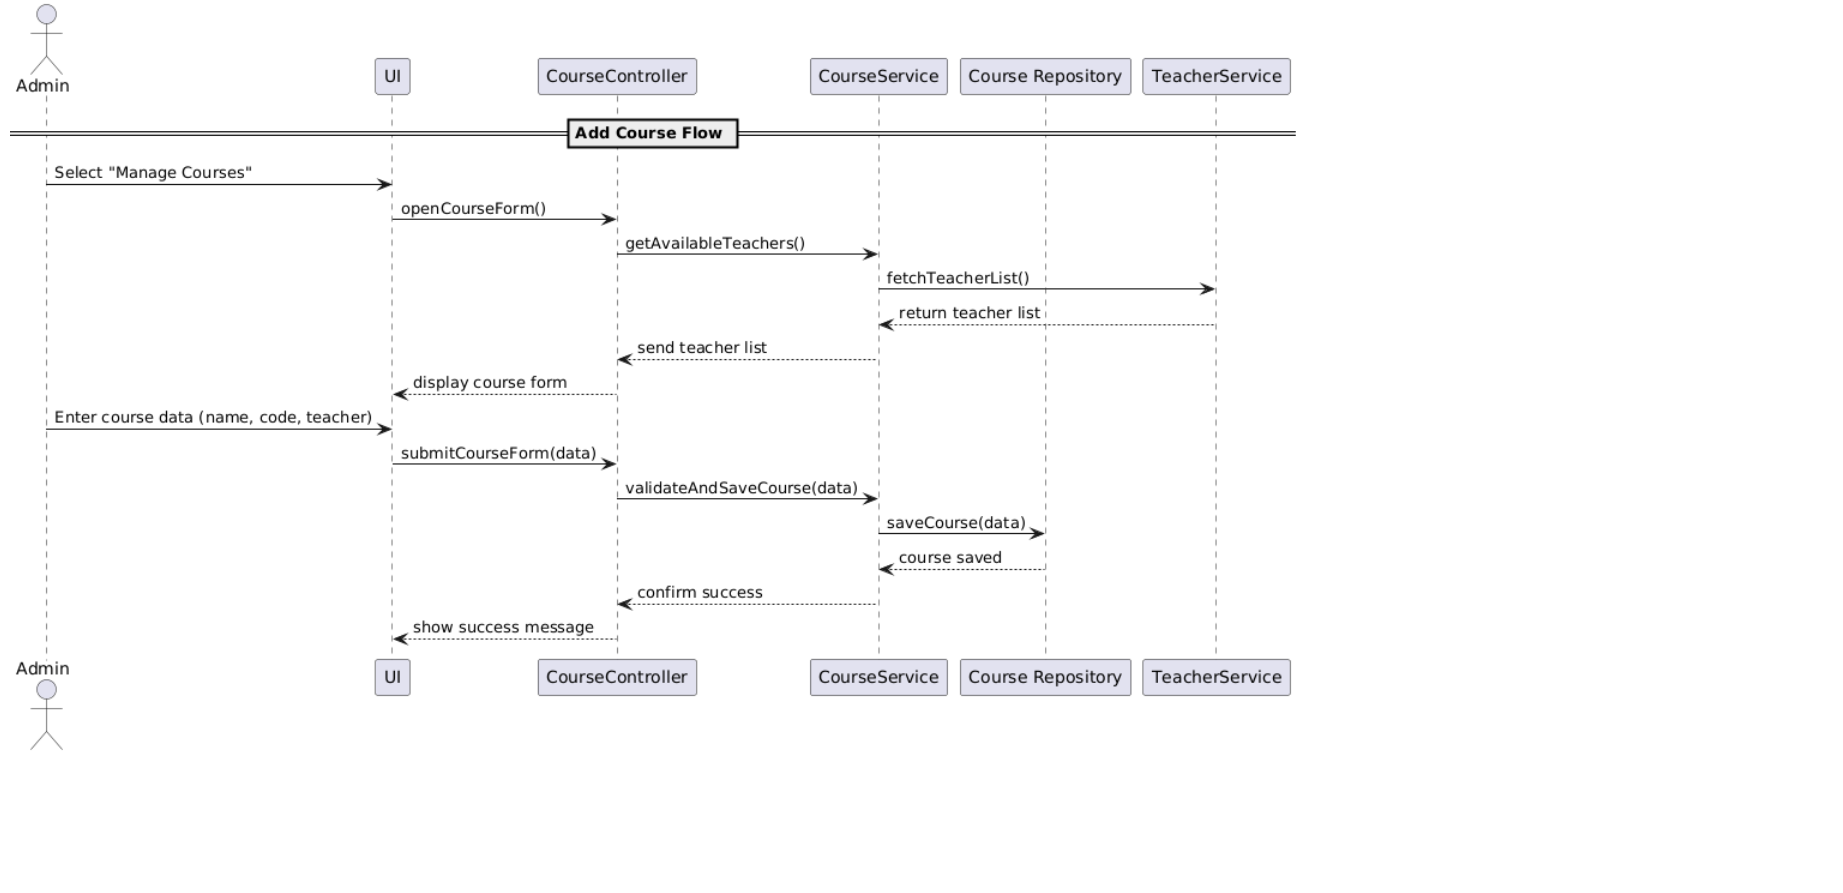 Admin
UI
CourseController
CourseService
Course Repository
TeacherService
Add Course Flow
Select "Manage Courses"
openCourseForm()
getAvailableTeachers()
fetchTeacherList()
return teacher list
send teacher list
display course form
Enter course data (name, code, teacher)
submitCourseForm(data)
validateAndSaveCourse(data)
saveCourse(data)
course saved
confirm success
show success message
Admin
UI
CourseController
CourseService
Course Repository
TeacherService